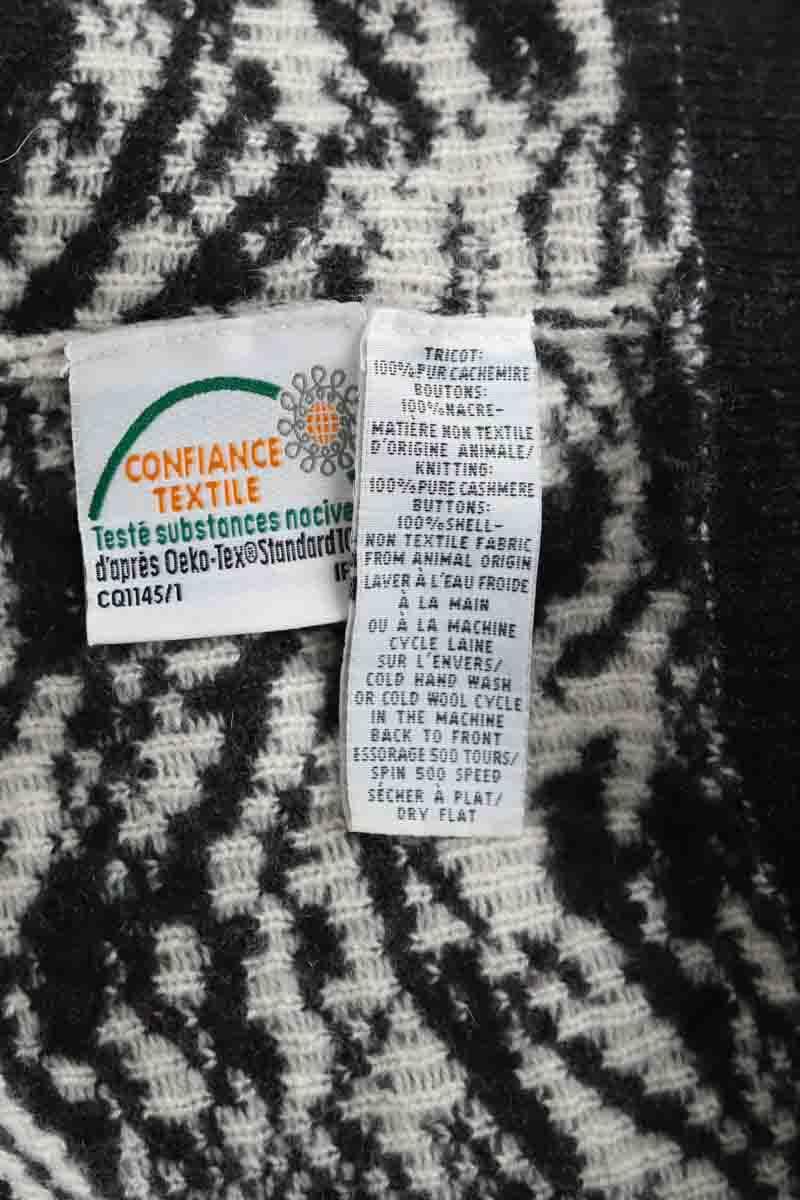 CONFIANCE
TEXTILE
Testé substances
d'après Oeko-Tex®Standard
CQ1145/1
TRICOT:
100%PUR CACHEMIRE
BOUTONS:
100%NACRE-
MATIÈRE NON TEXTILE
D'ORIGINE ANIMALE/
KNITTING:
100%PURE CASHMERE
BUTTONS:
100%SHELL-
NON TEXTILE FABRIC
FROM ANIMAL ORIGIN
LAVER À L'EAU FROIDE
À LA MAIN
OU À LA MACHINE
CYCLE LAINE
SUR L'ENVERS/
COLD HAND WASH
OR COLD WOOL CYCLE
IN THE MACHINE
BACK TO FRONT
ESSORAGE 500 TOURS/
SPIN 500 SPEED
SÉCHER À PLAT/
DRY FLAT